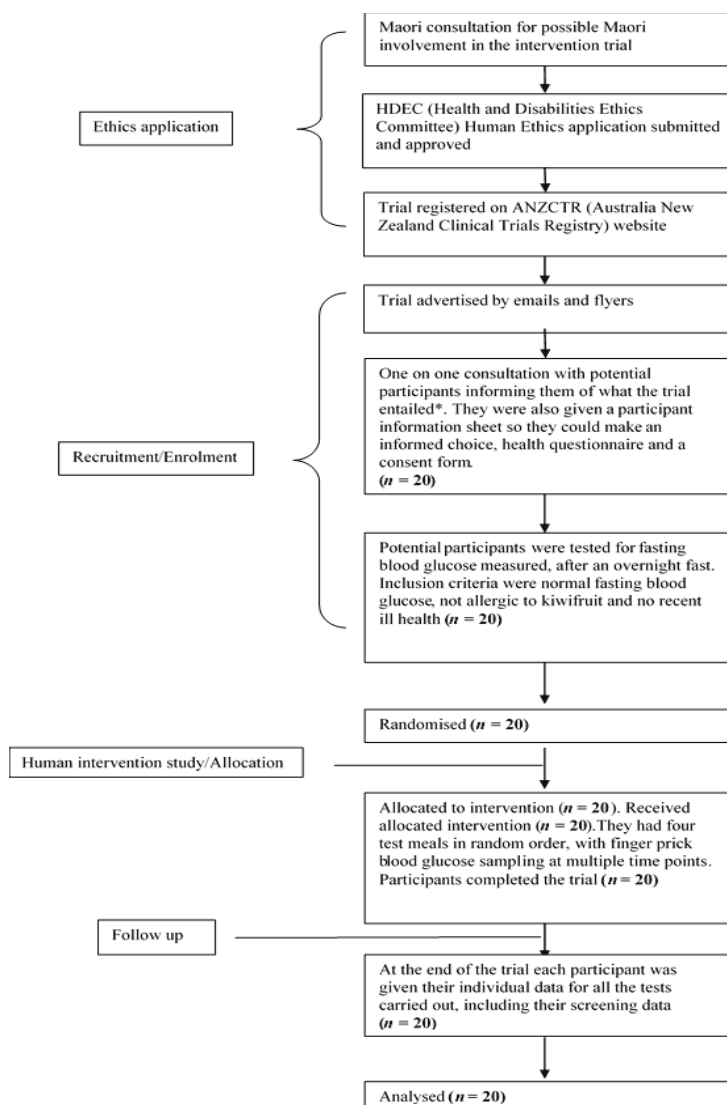 Maori consultation for possible Maori
involvement in the intervention trial
Ethics application
HDEC (Health and Disabilities Ethics
Committee) Human Ethics application submitted
and approved
Trial registered on ANZCTR (Australia New
Zealand Clinical Trials Registry) website
Trial advertised by emails and flyers
Recruitment/Enrolment
One on one consultation with potential
participants informing them of what the trial
entailed*. They were also given a participant
information sheet so they could make an
informed choice, health questionnaire and a
consent form.
(n = 20)
Potential participants were tested for fasting
blood glucose measured, after an overnight fast.
Inclusion criteria were normal fasting blood
glucose, not allergic to kiwifruit and no recent
ill health (n = 20)
Randomised (n = 20)
Human intervention study/Allocation
Allocated to intervention (n = 20). Received
allocated intervention (n = 20).They had four
test meals in random order, with finger prick
blood glucose sampling at multiple time points.
Participants completed the trial (n = 20)
Follow up
At the end of the trial each participant was
given their individual data for all the tests
carried out, including their screening data
(n = 20)
Analysed (n = 20)